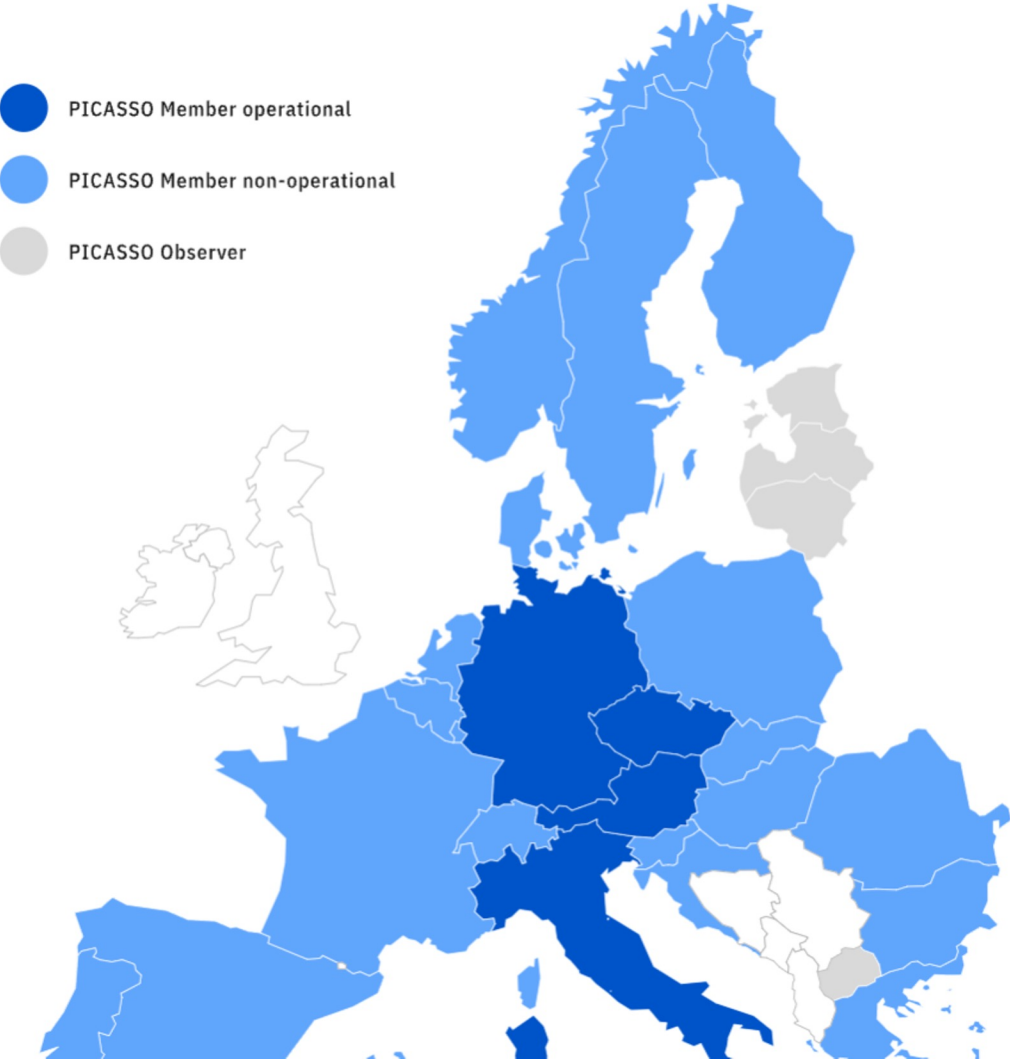 PICASSO Member operational
PICASSO Member non-operational
PICASSO Observer